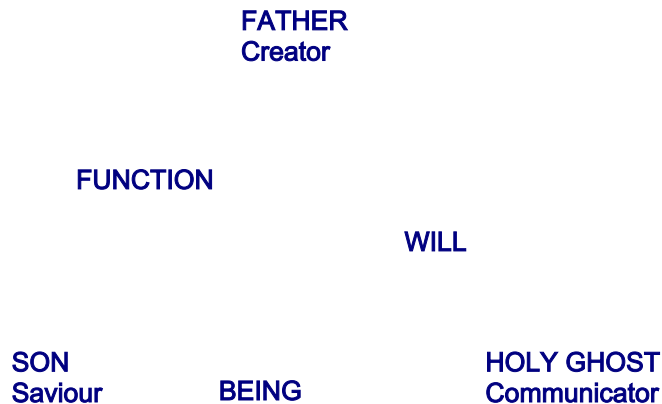 FATHER
Creator
FUNCTION
WILL
SON
Saviour
BEING
HOLY GHOST
Communicator